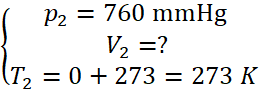 p₂ = 760 mmHg
V₂ =?
T₂ = 0 + 273 = 273 K